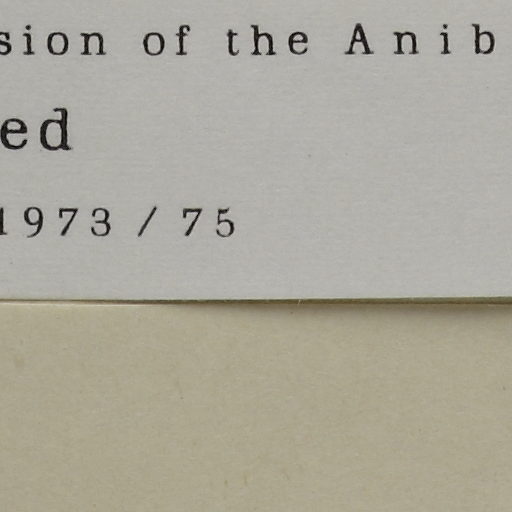 sion of the Anib
ed
1973/75